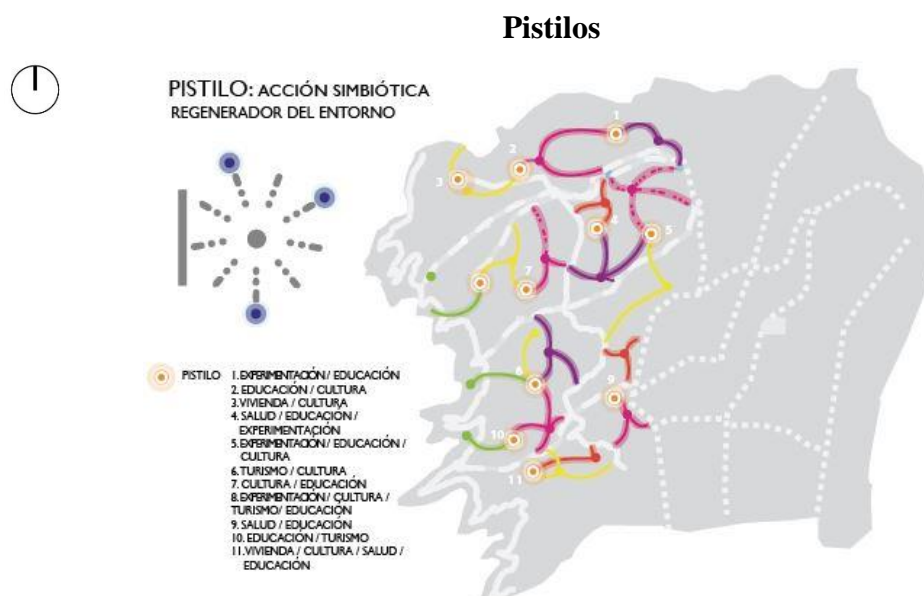 Pistilos
PISTILO: ACCIÓN SIMBIÓTICA
REGENERADOR DEL ENTORNO
PISTILO
1. EXPERIMENTACIÓN / EDUCACIÓN
2. EDUCACIÓN / CULTURA
3. VIVIENDA / CULTURA
4. SALUD / EDUCACIÓN /
EXPERIMENTACIÓN
5. EXPERIMENTACIÓN / EDUCACIÓN /
CULTURA
6. TURISMO / CULTURA
7. CULTURA / EDUCACIÓN
8. EXPERIMENTACIÓN / CULTURA /
TURISMO/ EDUCACIÓN
9. SALUD / EDUCACIÓN
10. EDUCACIÓN / TURISMO
11. VIVIENDA / CULTURA / SALUD /
EDUCACIÓN
1
2
3
4
5
7
9
10
11